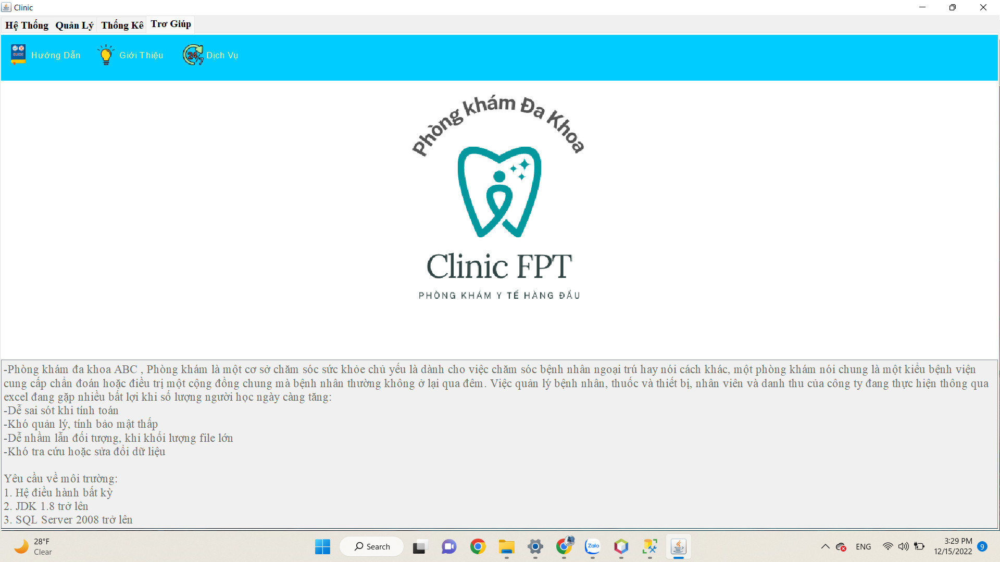 Clinic
Hệ Thống Quản Lý Thống Kê Trợ Giúp
GUIDE Hướng Dẫn Giới Thiệu 24/7 Dịch Vụ
Phòng khám Đa Khoa
Clinic FPT
PHÒNG KHÁM Y TẾ HÀNG ĐẦU
-Phòng khám đa khoa ABC , Phòng khám là một cơ sở chăm sóc sức khỏe chủ yếu là dành cho việc chăm sóc bệnh nhân ngoại trú hay nói cách khác, một phòng khám nói chung là một kiểu bệnh viện
cung cấp chẩn đoán hoặc điều trị một cộng đồng chung mà bệnh nhân thường không ở lại qua đêm. Việc quản lý bệnh nhân, thuốc và thiết bị, nhân viên và danh thu của công ty đang thực hiện thông qua
excel đang gặp nhiều bất lợi khi số lượng người học ngày càng tăng:
-Dễ sai sót khi tính toán
-Khó quản lý, tính bảo mật thấp
-Dễ nhầm lẫn đối tượng, khi khối lượng file lớn
-Khó tra cứu hoặc sửa đổi dữ liệu
Yêu cầu về môi trường:
1. Hệ điều hành bất kỳ
2. JDK 1.8 trở lên
3. SQL Server 2008 trở lên
28°F
Clear
Search
Zalo
ENG
3:29 PM
12/15/2022
9